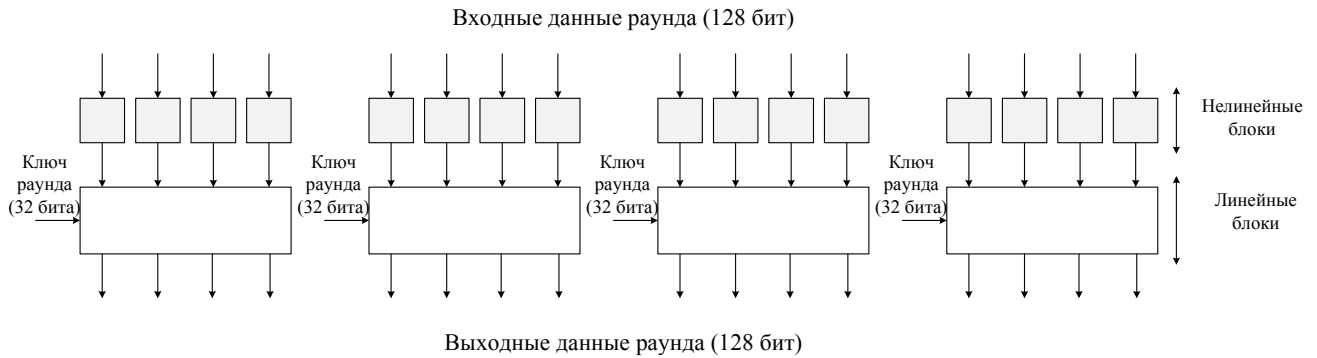 Входные данные раунда (128 бит)
Нелинейные
блоки
Ключ
раунда
(32 бита)
Ключ
раунда
(32 бита)
Ключ
раунда
(32 бита)
Ключ
раунда
(32 бита)
Линейные
блоки
Выходные данные раунда (128 бит)